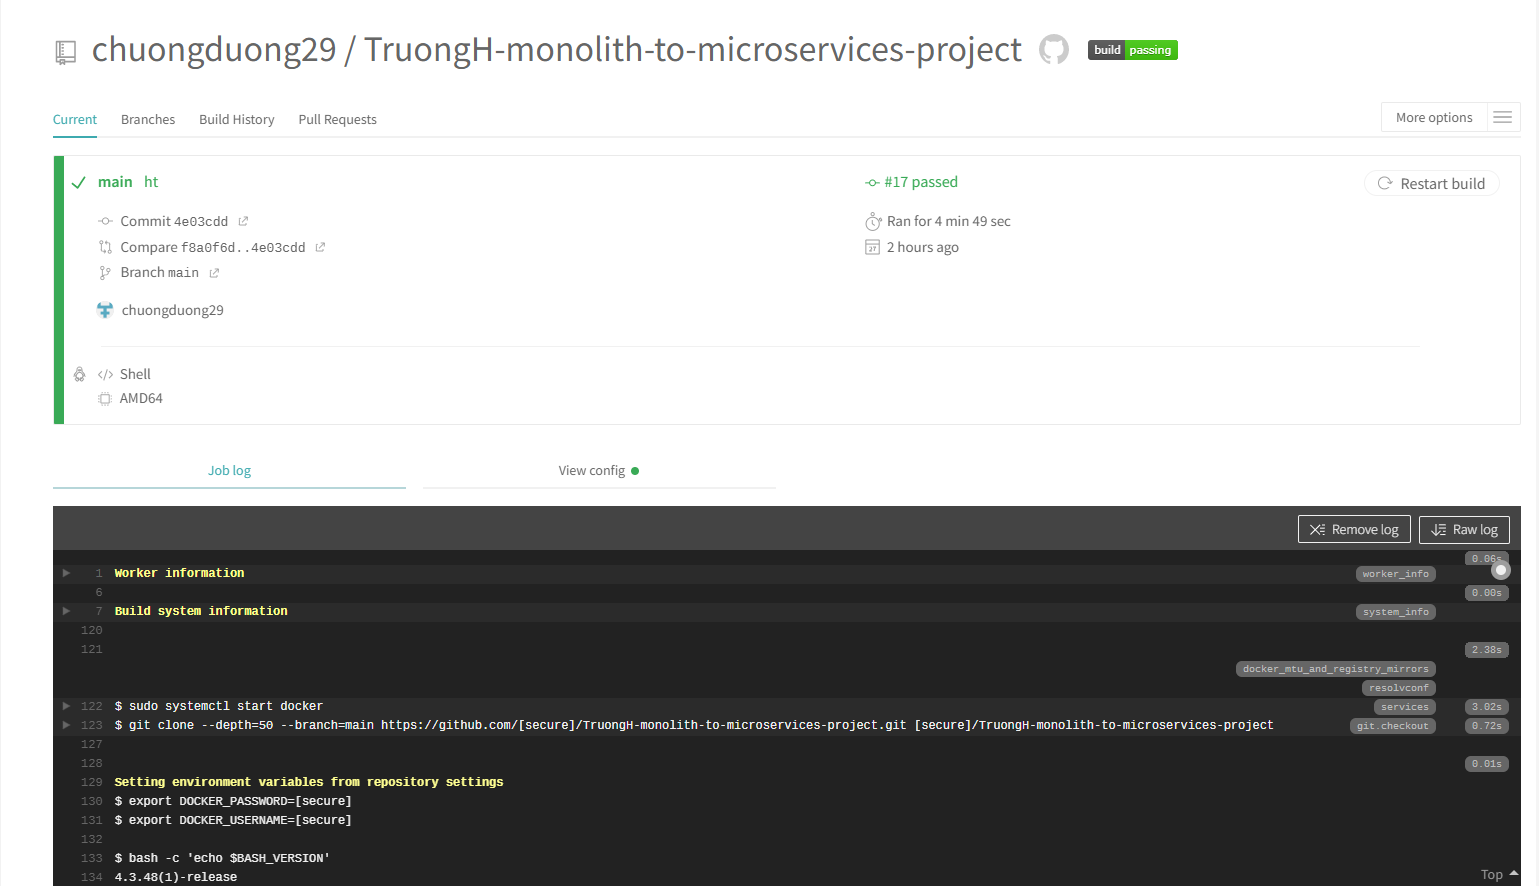 chuongduong29 / TruongH-monolith-to-microservices-project build passing
Current Branches Build History Pull Requests More options
main ht #17 passed Restart build
Commit 4e03cdd Ran for 4 min 49 sec
Compare f8a0f6d..4e03cdd 27 2 hours ago
Branch main
chuongduong29
</> Shell
AMD64
Job log View config
Remove log Raw log
0.06s
1 Worker information worker_info
6 0.00s
7 Build system information system_info
120
121 2.38s
docker_mtu_and_registry_mirrors
resolvconf
122 $ sudo systemctl start docker services 3.02s
123 $ git clone --depth=50 --branch=main https://github.com/[secure]/TruongH-monolith-to-microservices-project.git [secure]/TruongH-monolith-to-microservices-project git.checkout 0.72s
127
128 0.01s
129 Setting environment variables from repository settings
130 $ export DOCKER_PASSWORD=[secure]
131 $ export DOCKER_USERNAME=[secure]
132
133 $ bash -c 'echo $BASH_VERSION'
134 4.3.48(1)-release Top